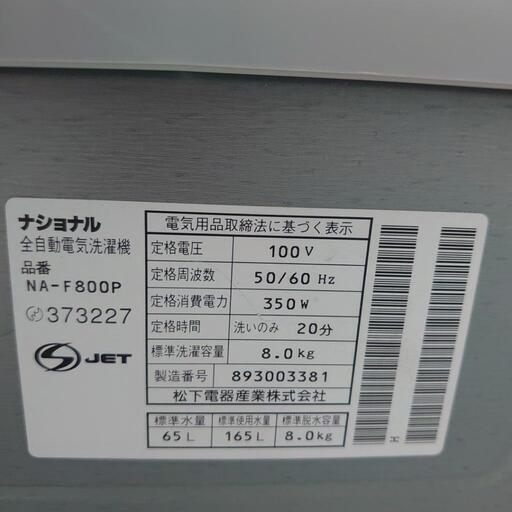 ナショナル
全自動電気洗濯機
品番
NA-F800P
373227
S JET
電気用品取締法に基づく表示
定格電圧 100V
定格周波数 50/60 Hz
定格消費電力 350W
定格時間 洗いのみ 20分
標準洗濯容量 8.0kg
製造番号 893003381
松下電器産業株式会社
標準水量 標準使用水量 標準脱水容量
65L 165L 8.0kg
H